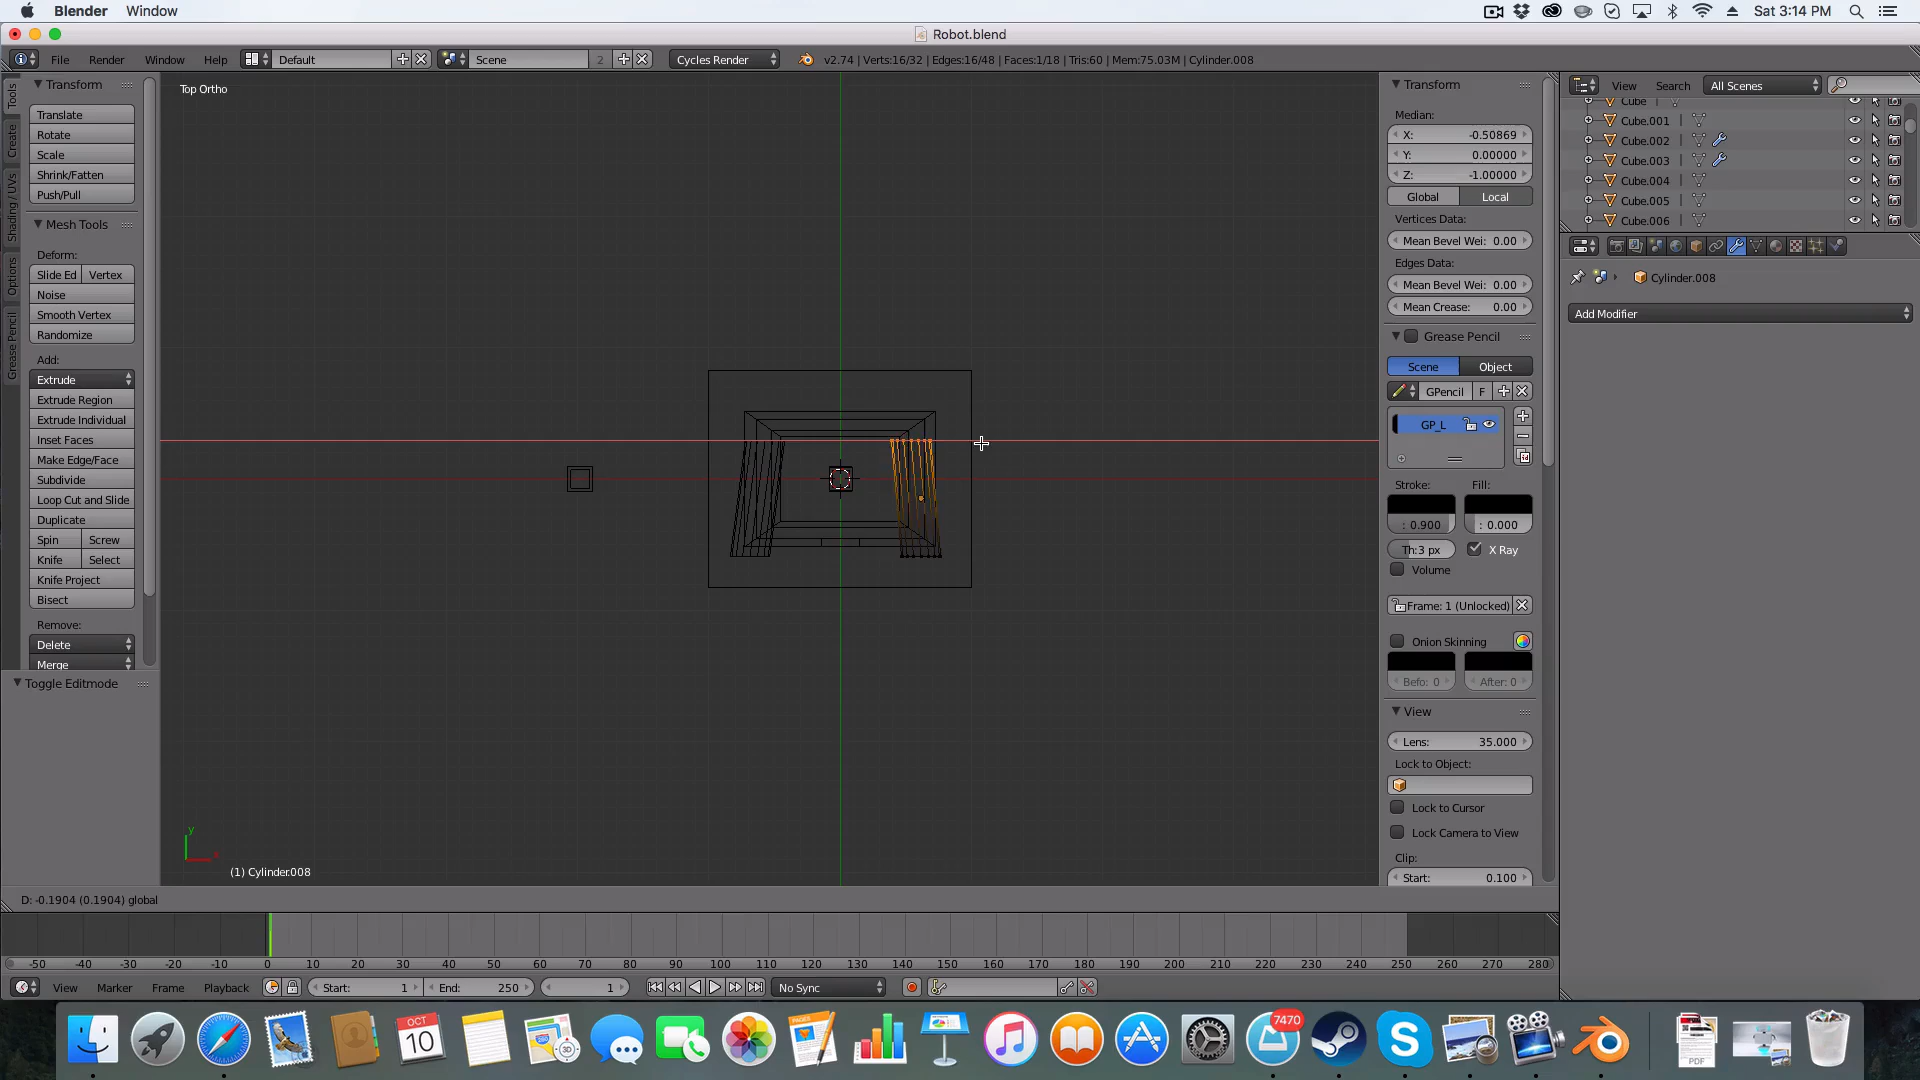 Blender Window Sat 3:14 PM
Robot.blend
File Render Window Help Default Scene 2 Cycles Render v2.74 | Verts:16/32 | Edges:16/48 | Faces:1/18 | Tris:60 | Mem:75.03M | Cylinder.008
Tools
Create
Shading / UVs
Options
Grease Pencil
Transform
Translate
Rotate
Scale
Shrink/Fatten
Push/Pull
Mesh Tools
Deform:
Slide Ed Vertex
Noise
Smooth Vertex
Randomize
Add:
Extrude
Extrude Region
Extrude Individual
Inset Faces
Make Edge/Face
Subdivide
Loop Cut and Slide
Duplicate
Spin Screw
Knife Select
Knife Project
Bisect
Remove:
Delete
Merge
Toggle Editmode
Top Ortho
y
(1) Cylinder.008
D: -0.1904 (0.1904) global
Transform
Median:
X: -0.50869
Y: 0.00000
Z: -1.00000
Global Local
Vertices Data:
Mean Bevel Wei: 0.00
Edges Data:
Mean Bevel Wei: 0.00
Mean Crease: 0.00
Grease Pencil
Scene Object
GPencil F
GP_L
Stroke: Fill:
: 0.900 : 0.000
Th:3 px X Ray
Volume
Frame: 1 (Unlocked)
Onion Skinning
Befo: 0 After: 0
View
Lens: 35.000
Lock to Object:
Lock to Cursor
Lock Camera to View
Clip:
Start: 0.100
View Search All Scenes
Cube
Cube.001
Cube.002
Cube.003
Cube.004
Cube.005
Cube.006
Cylinder.008
Add Modifier
-50 -40 -30 -20 -10 0 10 20 30 40 50 60 70 80 90 100 110 120 130 140 150 160 170 180 190 200 210 220 230 240 250 260 270 280
View Marker Frame Playback Start: 1 End: 250 1 No Sync
OCT
10
3D
PAGES
7470
PDF